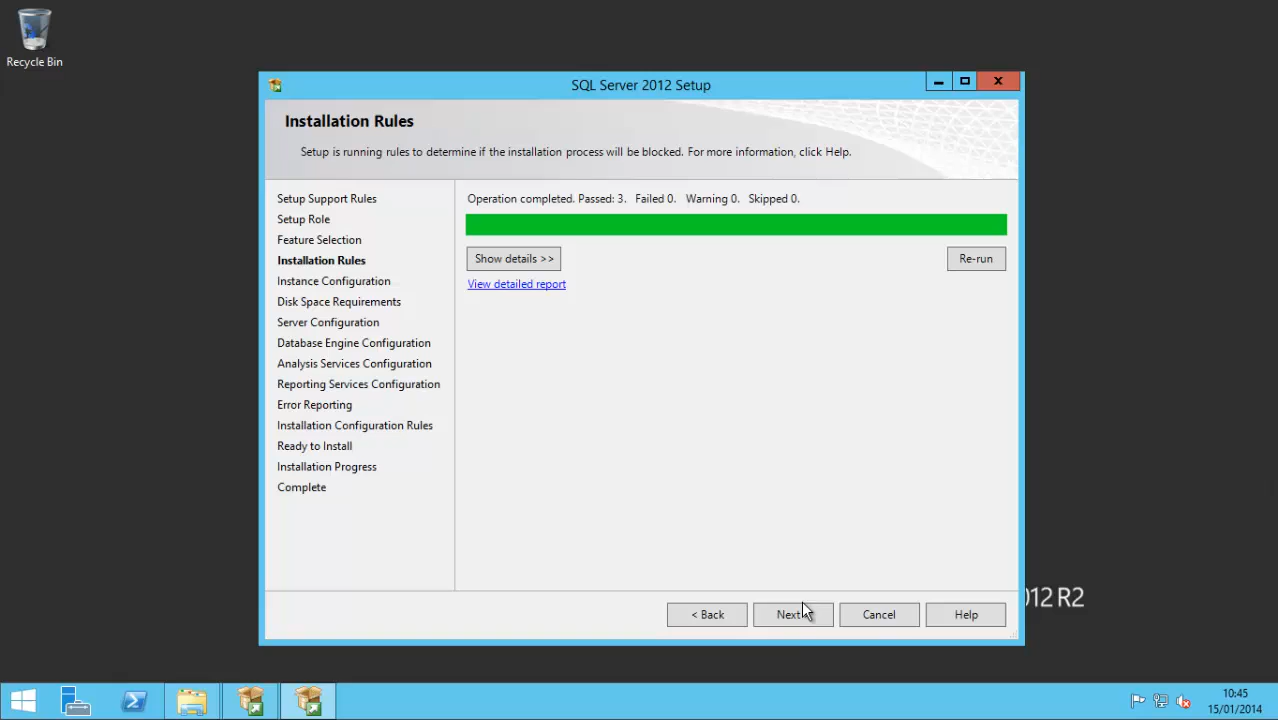 Recycle Bin
SQL Server 2012 Setup
Installation Rules
Setup is running rules to determine if the installation process will be blocked. For more information, click Help.
Setup Support Rules
Setup Role
Feature Selection
Installation Rules
Instance Configuration
Disk Space Requirements
Server Configuration
Database Engine Configuration
Analysis Services Configuration
Reporting Services Configuration
Error Reporting
Installation Configuration Rules
Ready to Install
Installation Progress
Complete
Operation completed. Passed: 3. Failed 0. Warning 0. Skipped 0.
Show details >>
Re-run
View detailed report
< Back
Next
Cancel
Help
012 R2
10:45
15/01/2014